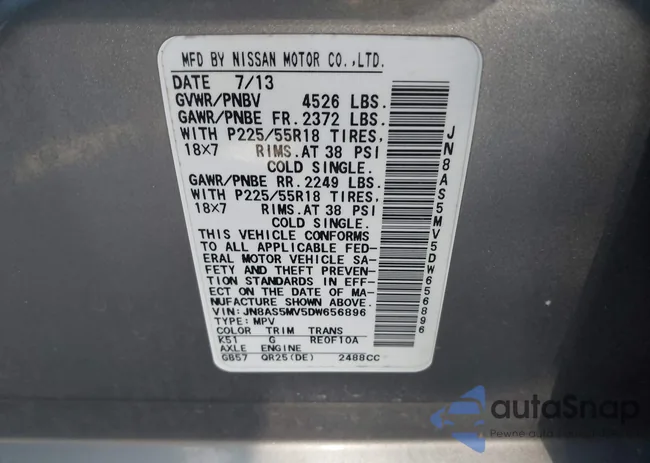 MFD BY NISSAN MOTOR CO.,LTD.
DATE 7/13
GVWR/PNBV 4526 LBS.
GAWR/PNBE FR. 2372 LBS.
WITH P225/55R18 TIRES,
18X7 RIMS. AT 38 PSI
COLD SINGLE.
GAWR/PNBE RR. 2249 LBS.
WITH P225/55R18 TIRES,
18X7 RIMS. AT 38 PSI
COLD SINGLE.
THIS VEHICLE CONFORMS
TO ALL APPLICABLE FED-
ERAL MOTOR VEHICLE SA-
FETY AND THEFT PREVEN-
TION STANDARDS IN EFF-
ECT ON THE DATE OF MA-
NUFACTURE SHOWN ABOVE.
VIN: JN8AS5MV5DW656896
TYPE: MPV
COLOR TRIM TRANS
K51 G RE0F10A
AXLE ENGINE
GB57 QR25(DE) 2488CC
JN8AS5MV5DW656896
autoSnap